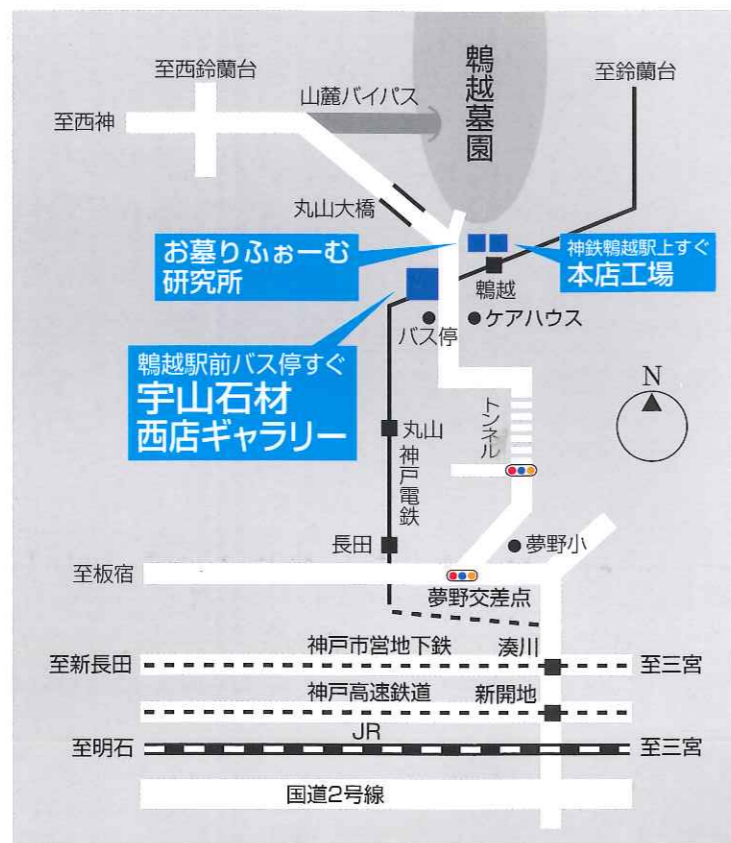 至西鈴蘭台
山麓バイパス
鵯越墓園
至鈴蘭台
至西神
丸山大橋
お墓りふぉーむ
研究所
神鉄鵯越駅上すぐ
本店工場
鵯越
バス停
ケアハウス
鵯越駅前バス停すぐ
宇山石材
西店ギャラリー
N
トンネル
丸山
神戸電鉄
長田
夢野小
至板宿
夢野交差点
神戸市営地下鉄
湊川
至新長田
至三宮
神戸高速鉄道
新開地
JR
至明石
至三宮
国道2号線